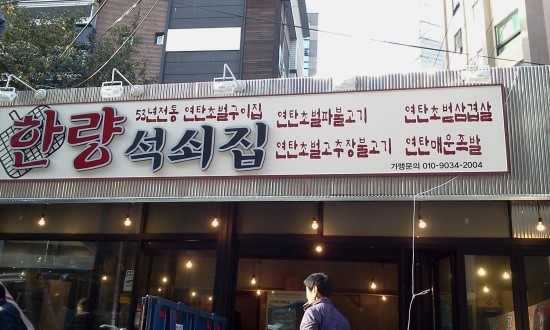 한량 석쇠집
53년전통 연탄초벌구이집
연탄초벌파불고기
연탄초벌삼겹살
연탄초벌고추장불고기
연탄매운족발
가맹문의 010-9034-2004